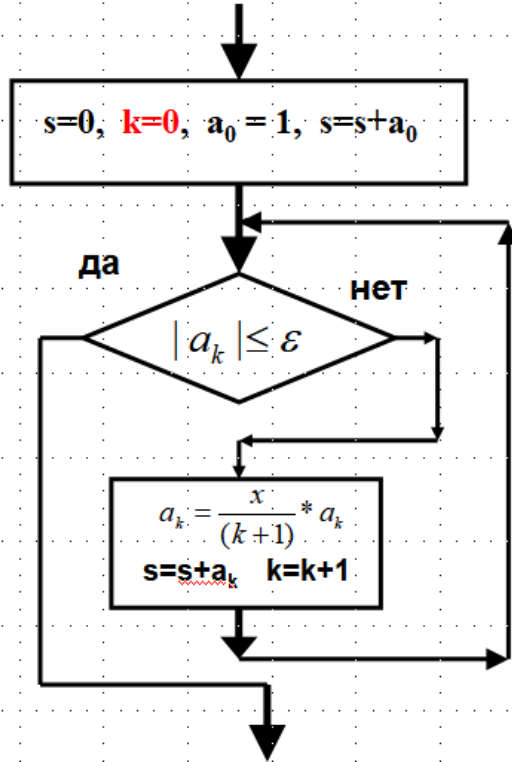 s=0, k=0, a₀ = 1, s=s+a₀
да
нет
| aₖ |≤ ε
aₖ = x/(k+1) * aₖ
s=s+aₖ k=k+1